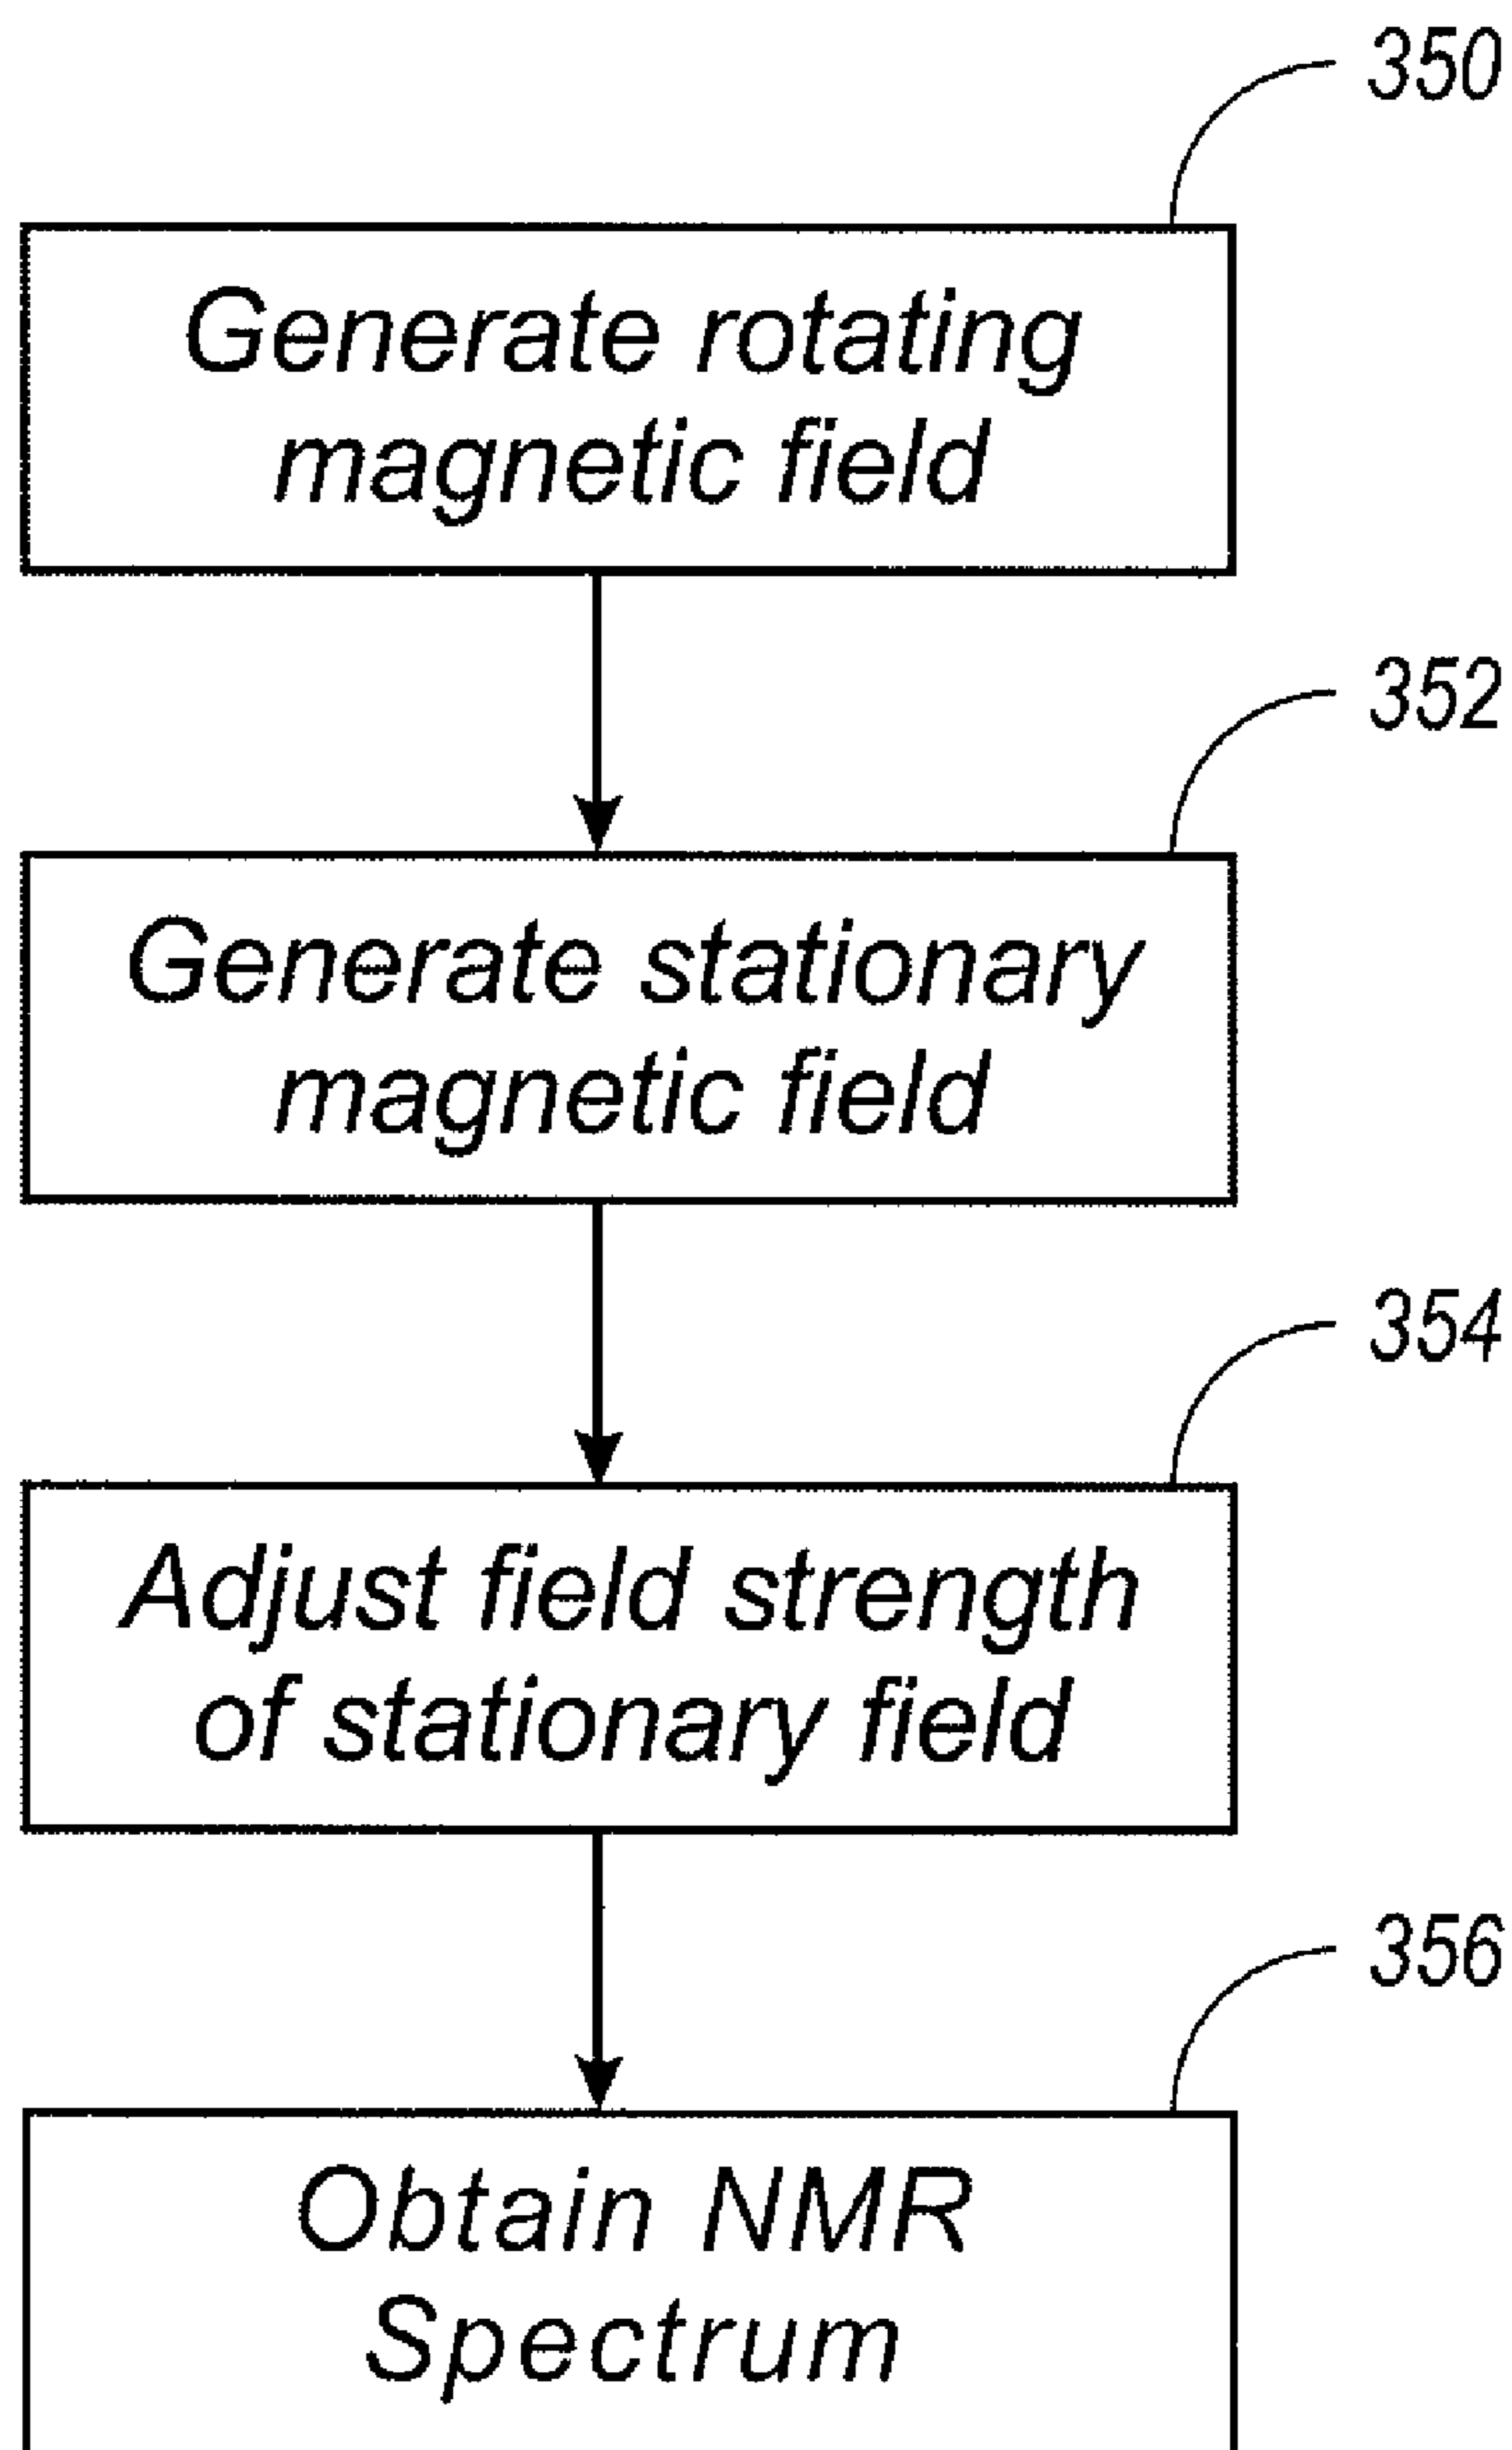 350
Generate rotating
magnetic field
352
Generate stationary
magnetic field
354
Adjust field strength
of stationary field
356
Obtain NMR
Spectrum